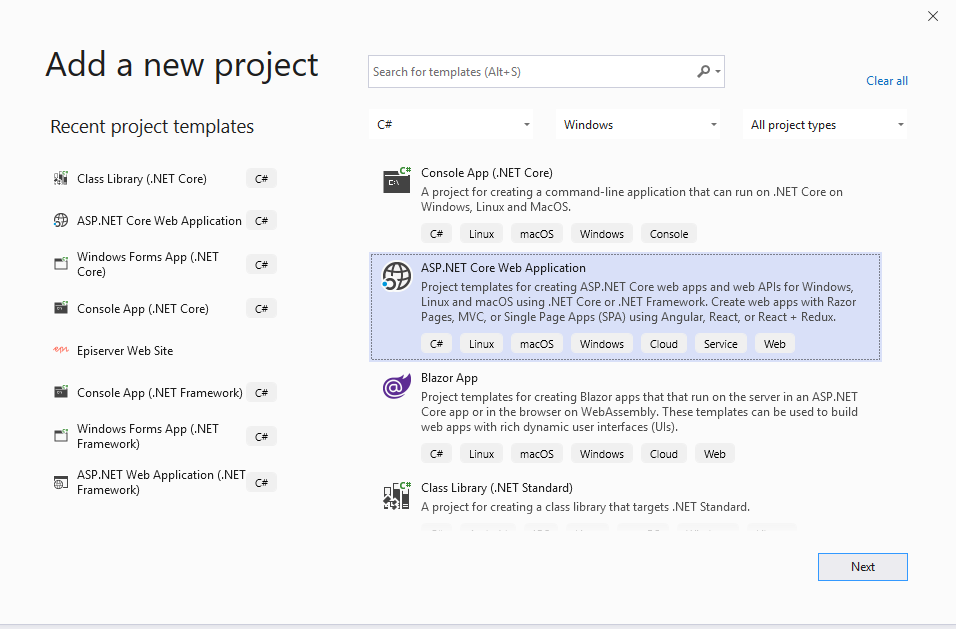 Add a new project
Search for templates (Alt+S)
Clear all
Recent project templates
C#
Windows
All project types
Class Library (.NET Core)
C#
ASP.NET Core Web Application
C#
Windows Forms App (.NET
Core)
C#
Console App (.NET Core)
C#
Episerver Web Site
Console App (.NET Framework)
C#
Windows Forms App (.NET
Framework)
C#
ASP.NET Web Application (.NET
Framework)
C#
Console App (.NET Core)
A project for creating a command-line application that can run on .NET Core on
Windows, Linux and MacOS.
C# Linux macOS Windows Console
ASP.NET Core Web Application
Project templates for creating ASP.NET Core web apps and web APIs for Windows,
Linux and macOS using .NET Core or .NET Framework. Create web apps with Razor
Pages, MVC, or Single Page Apps (SPA) using Angular, React, or React + Redux.
C# Linux macOS Windows Cloud Service Web
Blazor App
Project templates for creating Blazor apps that that run on the server in an ASP.NET
Core app or in the browser on WebAssembly. These templates can be used to build
web apps with rich dynamic user interfaces (UIs).
C# Linux macOS Windows Cloud Web
Class Library (.NET Standard)
A project for creating a class library that targets .NET Standard.
Next